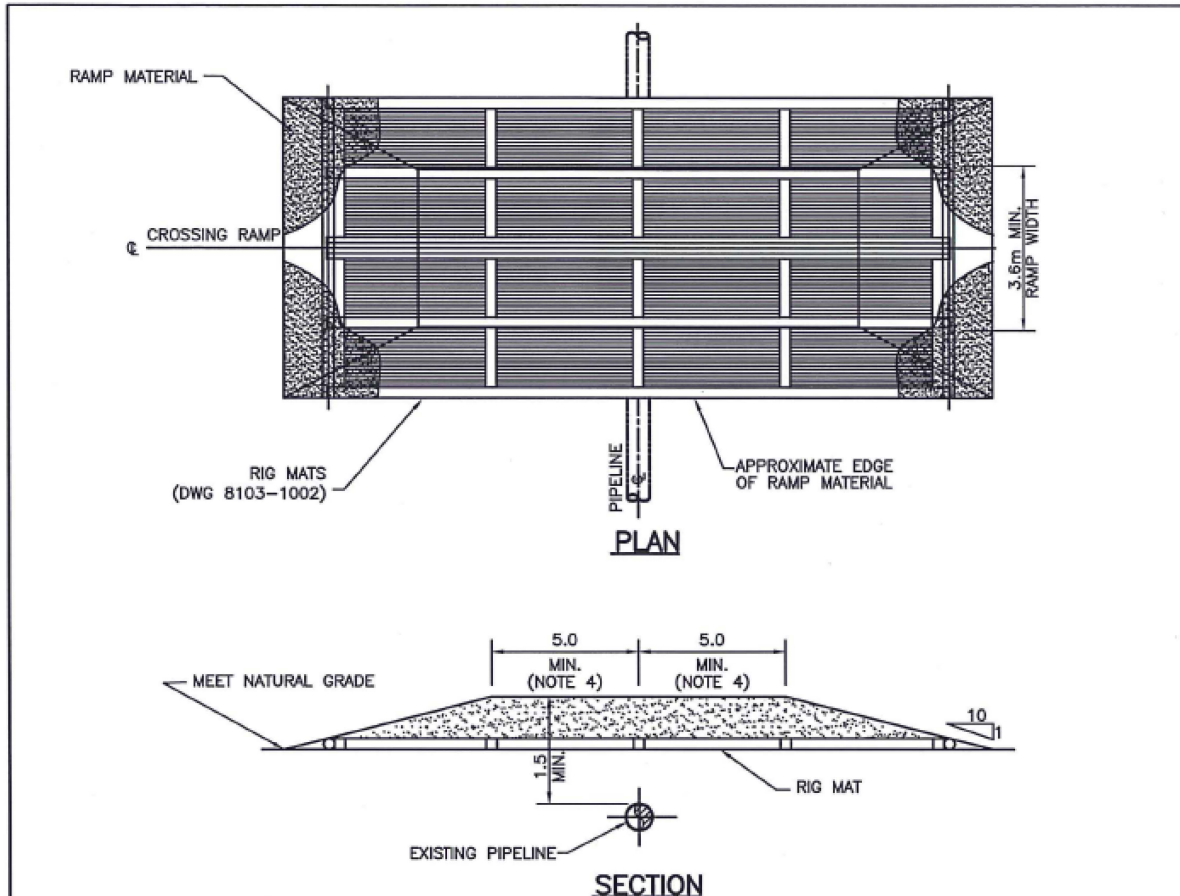 RAMP MATERIAL
℄ CROSSING RAMP
3.6m MIN.
RAMP WIDTH
RIG MATS
(DWG 8103-1002)
PIPELINE
℄
APPROXIMATE EDGE
OF RAMP MATERIAL
PLAN
5.0
MIN.
(NOTE 4)
5.0
MIN.
(NOTE 4)
MEET NATURAL GRADE
10
1
1.5
MIN.
RIG MAT
EXISTING PIPELINE
SECTION